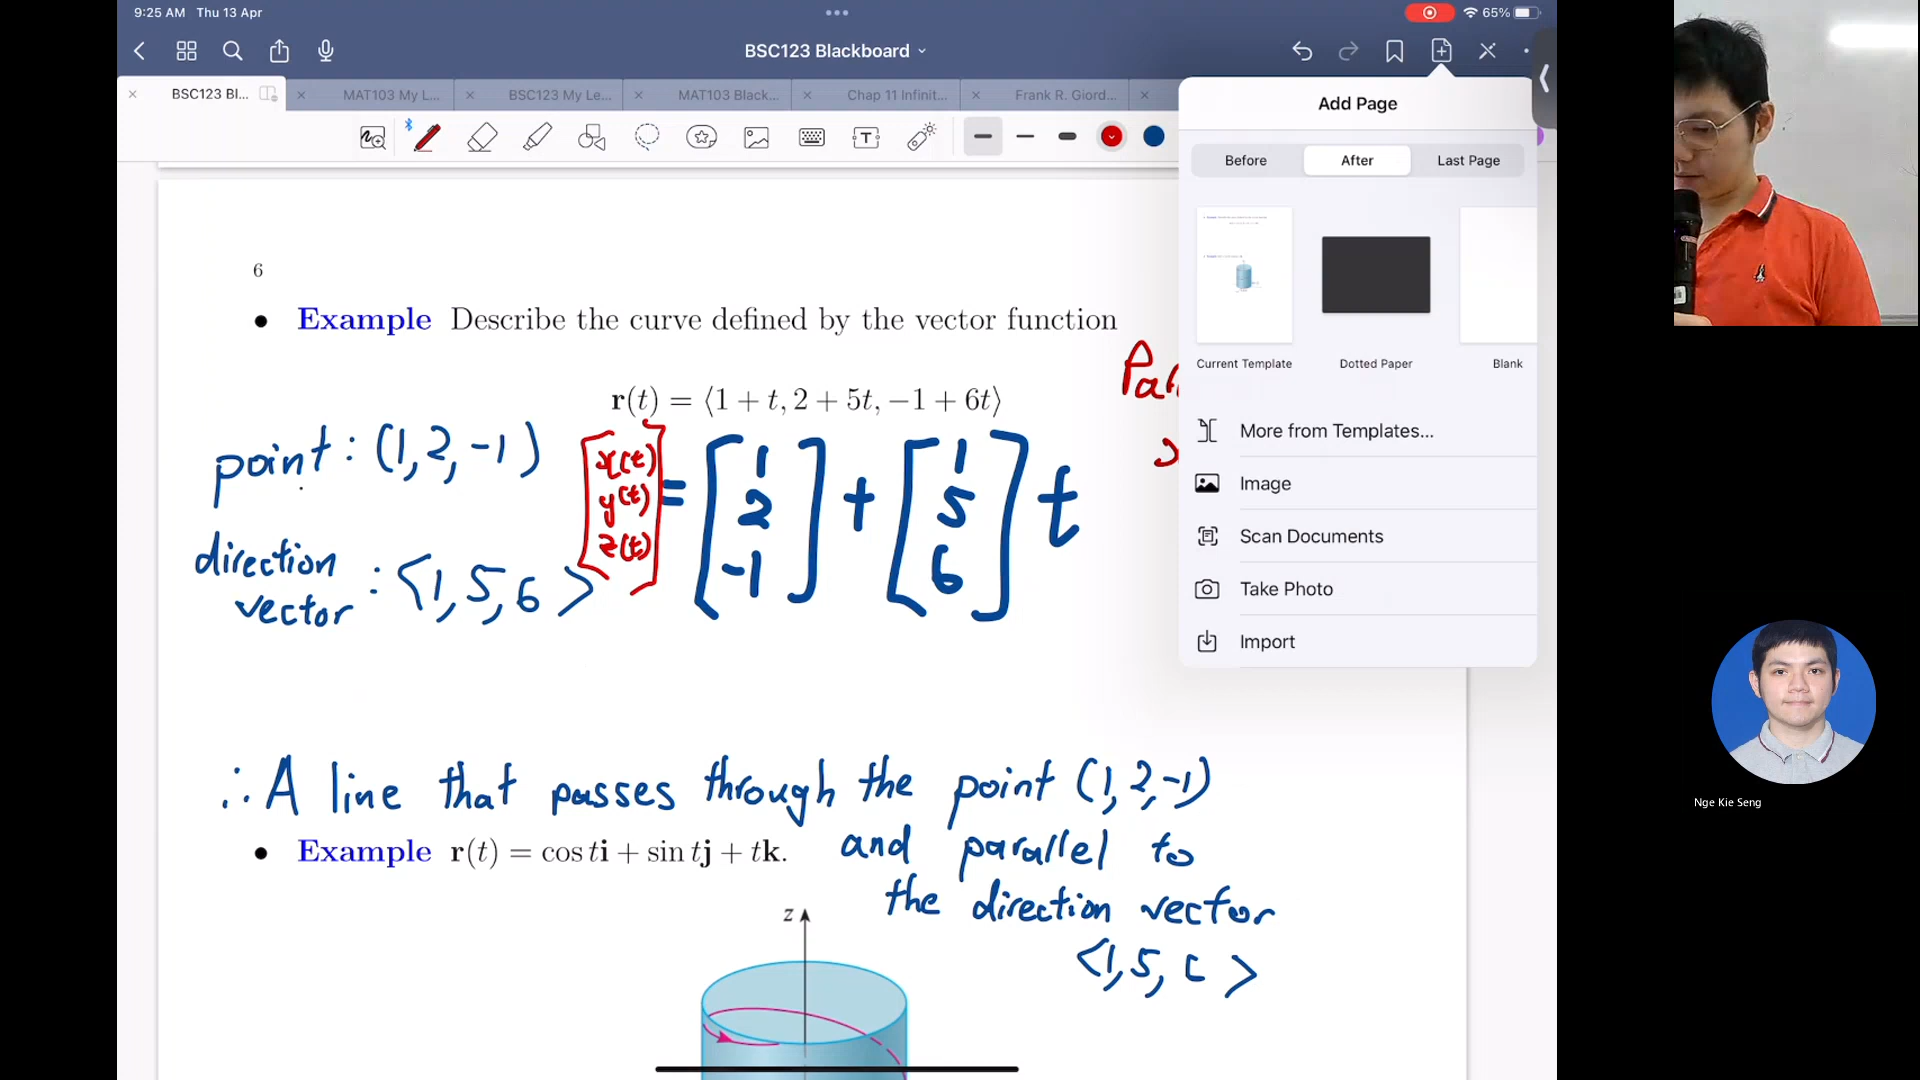 9:25 AM Thu 13 Apr
65%
BSC123 Blackboard
BSC123 Bl...
MAT103 My L...
BSC123 My Le...
MAT103 Black...
Chap 11 Infinit...
Frank R. Giord...
Add Page
Before After Last Page
Current Template Dotted Paper Blank
More from Templates...
Image
Scan Documents
Take Photo
Import
6
• Example Describe the curve defined by the vector function
r(t) = ⟨1 + t, 2 + 5t, −1 + 6t⟩
point : (1, 2, -1)
direction vector : <1, 5, 6>
[x(t) y(t) z(t)] = [1 2 -1] + [1 5 6] t
∴ A line that passes through the point (1, 2, -1)
and parallel to
the direction vector
<1, 5, 6>
• Example r(t) = cos ti + sin tj + tk.
z
Nge Kie Seng